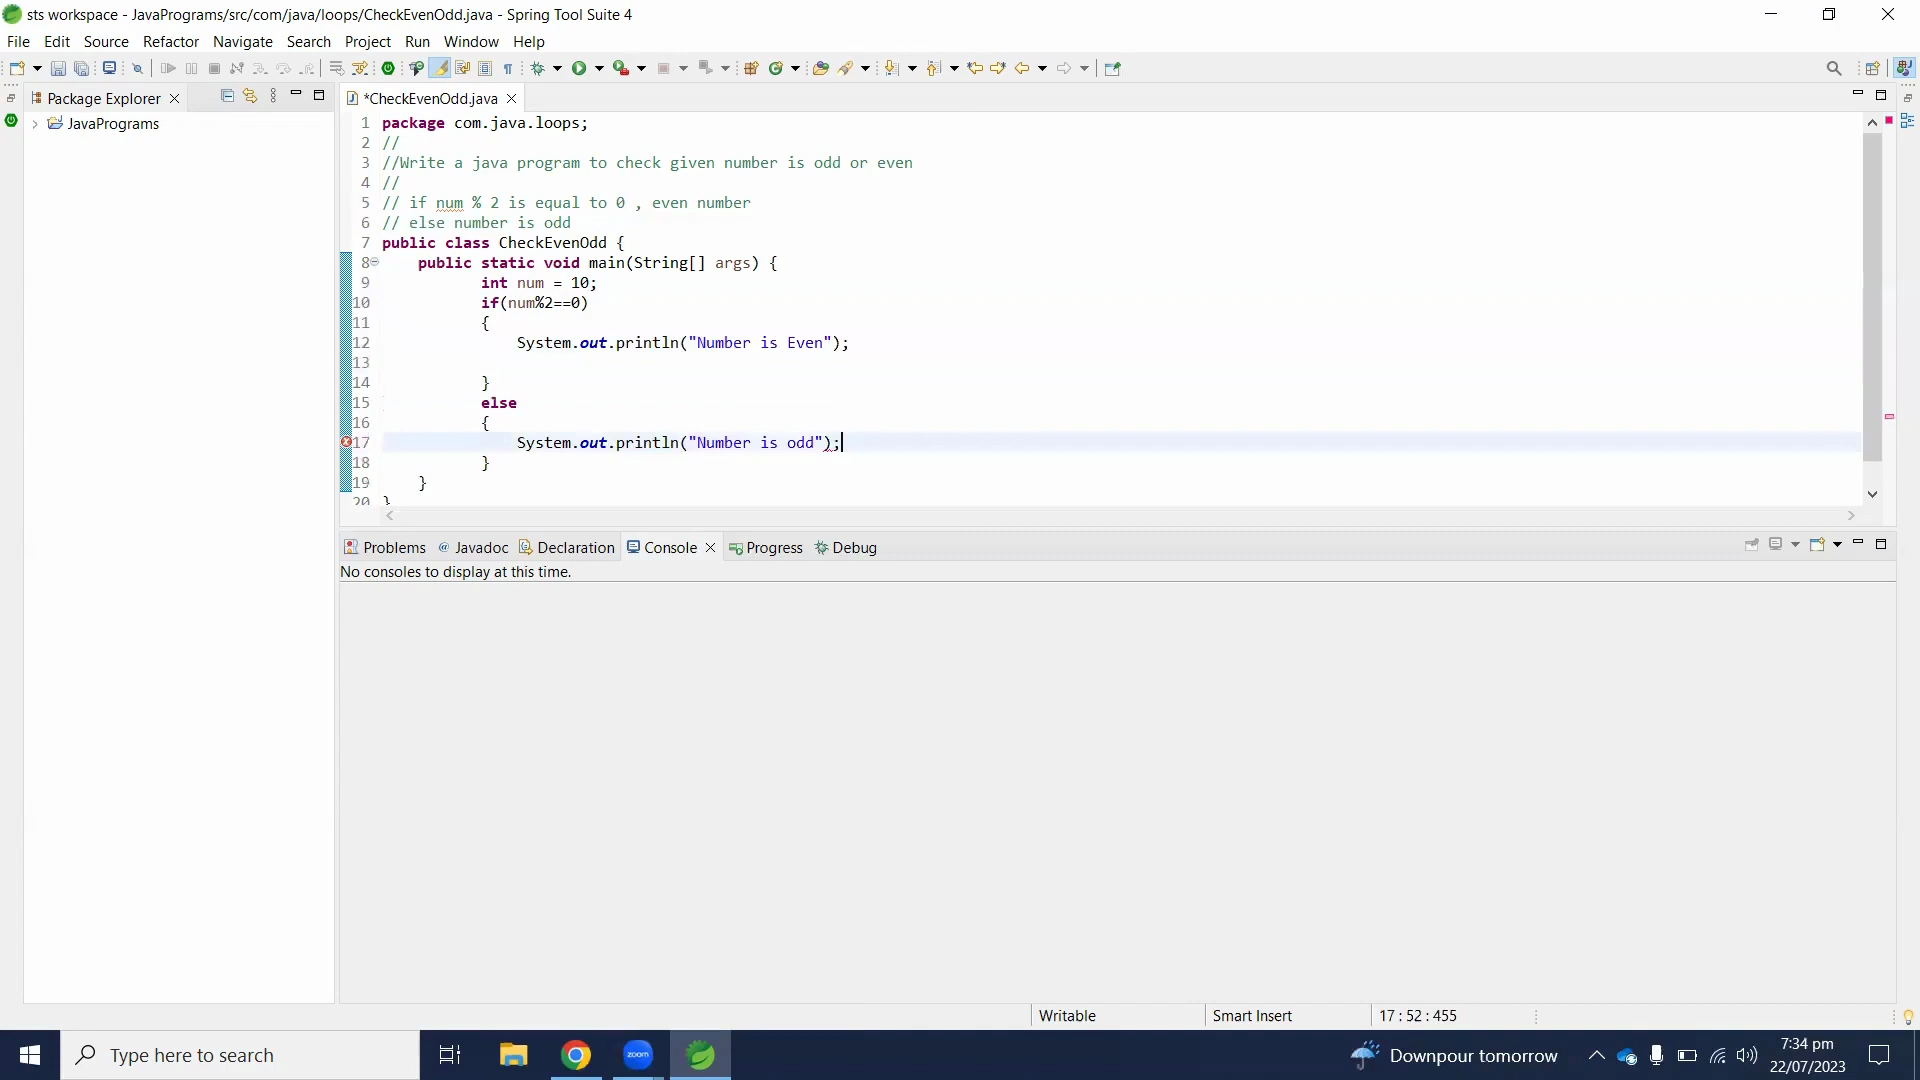 sts workspace - JavaPrograms/src/com/java/loops/CheckEvenOdd.java - Spring Tool Suite 4
File Edit Source Refactor Navigate Search Project Run Window Help
Package Explorer
*CheckEvenOdd.java
JavaPrograms
1 package com.java.loops;
2 //
3 //Write a java program to check given number is odd or even
4 //
5 // if num % 2 is equal to 0 , even number
6 // else number is odd
7 public class CheckEvenOdd {
8 public static void main(String[] args) {
9 int num = 10;
10 if(num%2==0)
11 {
12 System.out.println("Number is Even");
13
14 }
15 else
16 {
17 System.out.println("Number is odd");
18 }
19 }
20 }
Problems @ Javadoc Declaration Console Progress Debug
No consoles to display at this time.
Writable Smart Insert 17 : 52 : 455
Type here to search
zoom
Downpour tomorrow
7:34 pm
22/07/2023